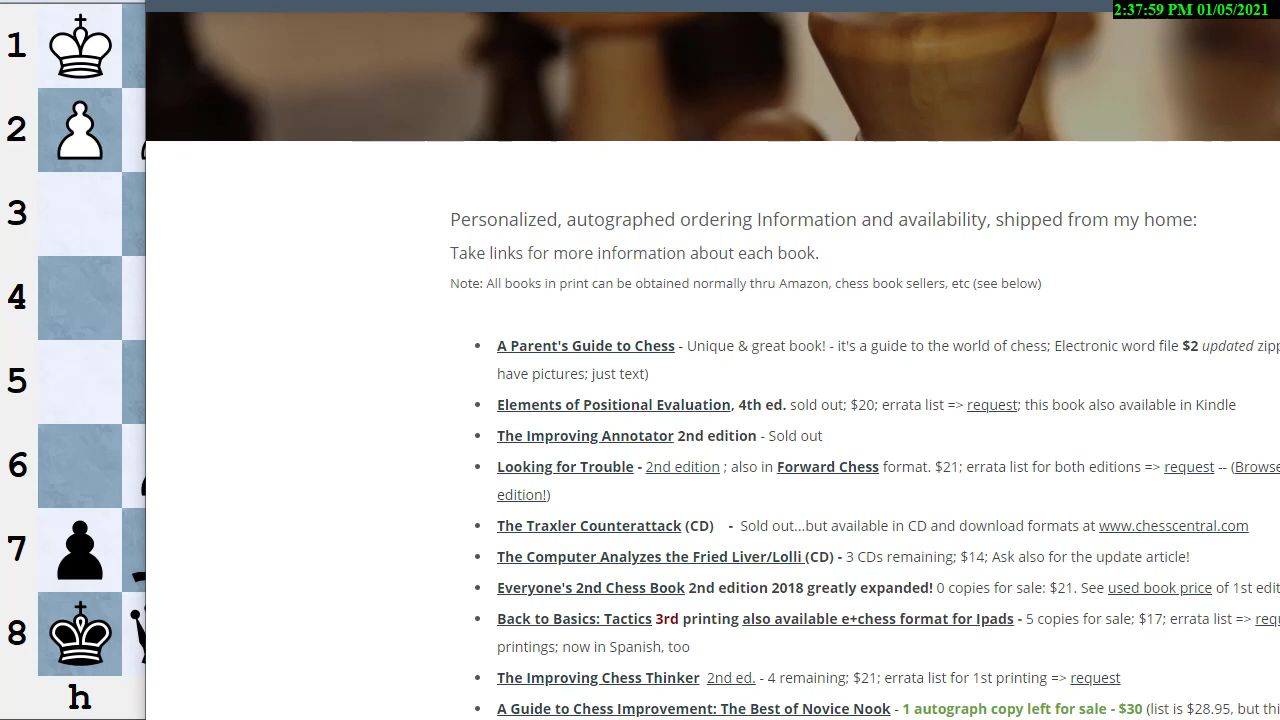 2:37:59 PM 01/05/2021
1
2
3
4
5
6
7
8
h
Personalized, autographed ordering Information and availability, shipped from my home:
Take links for more information about each book.
Note: All books in print can be obtained normally thru Amazon, chess book sellers, etc (see below)
• A Parent's Guide to Chess - Unique & great book! - it's a guide to the world of chess; Electronic word file $2 updated
have pictures; just text)
• Elements of Positional Evaluation, 4th ed. sold out; $20; errata list => request; this book also available in Kindle
• The Improving Annotator 2nd edition - Sold out
• Looking for Trouble - 2nd edition ; also in Forward Chess format. $21; errata list for both editions => request -- (Browse
edition!)
• The Traxler Counterattack (CD) - Sold out...but available in CD and download formats at www.chesscentral.com
• The Computer Analyzes the Fried Liver/Lolli (CD) - 3 CDs remaining; $14; Ask also for the update article!
• Everyone's 2nd Chess Book 2nd edition 2018 greatly expanded! 0 copies for sale: $21. See used book price of 1st
• Back to Basics: Tactics 3rd printing also available e+chess format for Ipads - 5 copies for sale; $17; errata list =>
printings; now in Spanish, too
• The Improving Chess Thinker 2nd ed. - 4 remaining; $21; errata list for 1st printing => request
• A Guide to Chess Improvement: The Best of Novice Nook - 1 autograph copy left for sale - $30 (list is $28.95, but